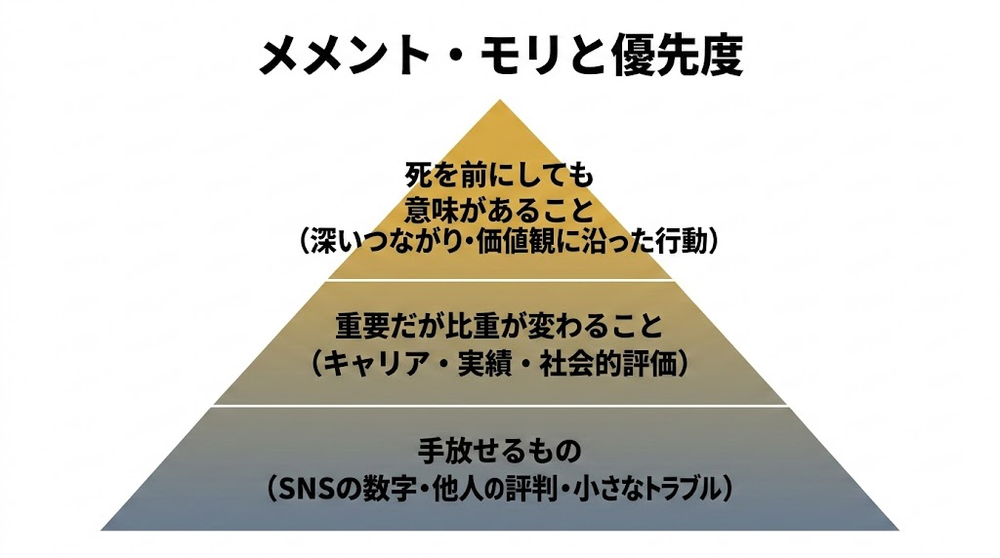 メメント・モリと優先度
死を前にしても
意味があること
（深いつながり・価値観に沿った行動）
重要だが比重が変わること
（キャリア・実績・社会的評価）
手放せるもの
（SNSの数字・他人の評判・小さなトラブル）